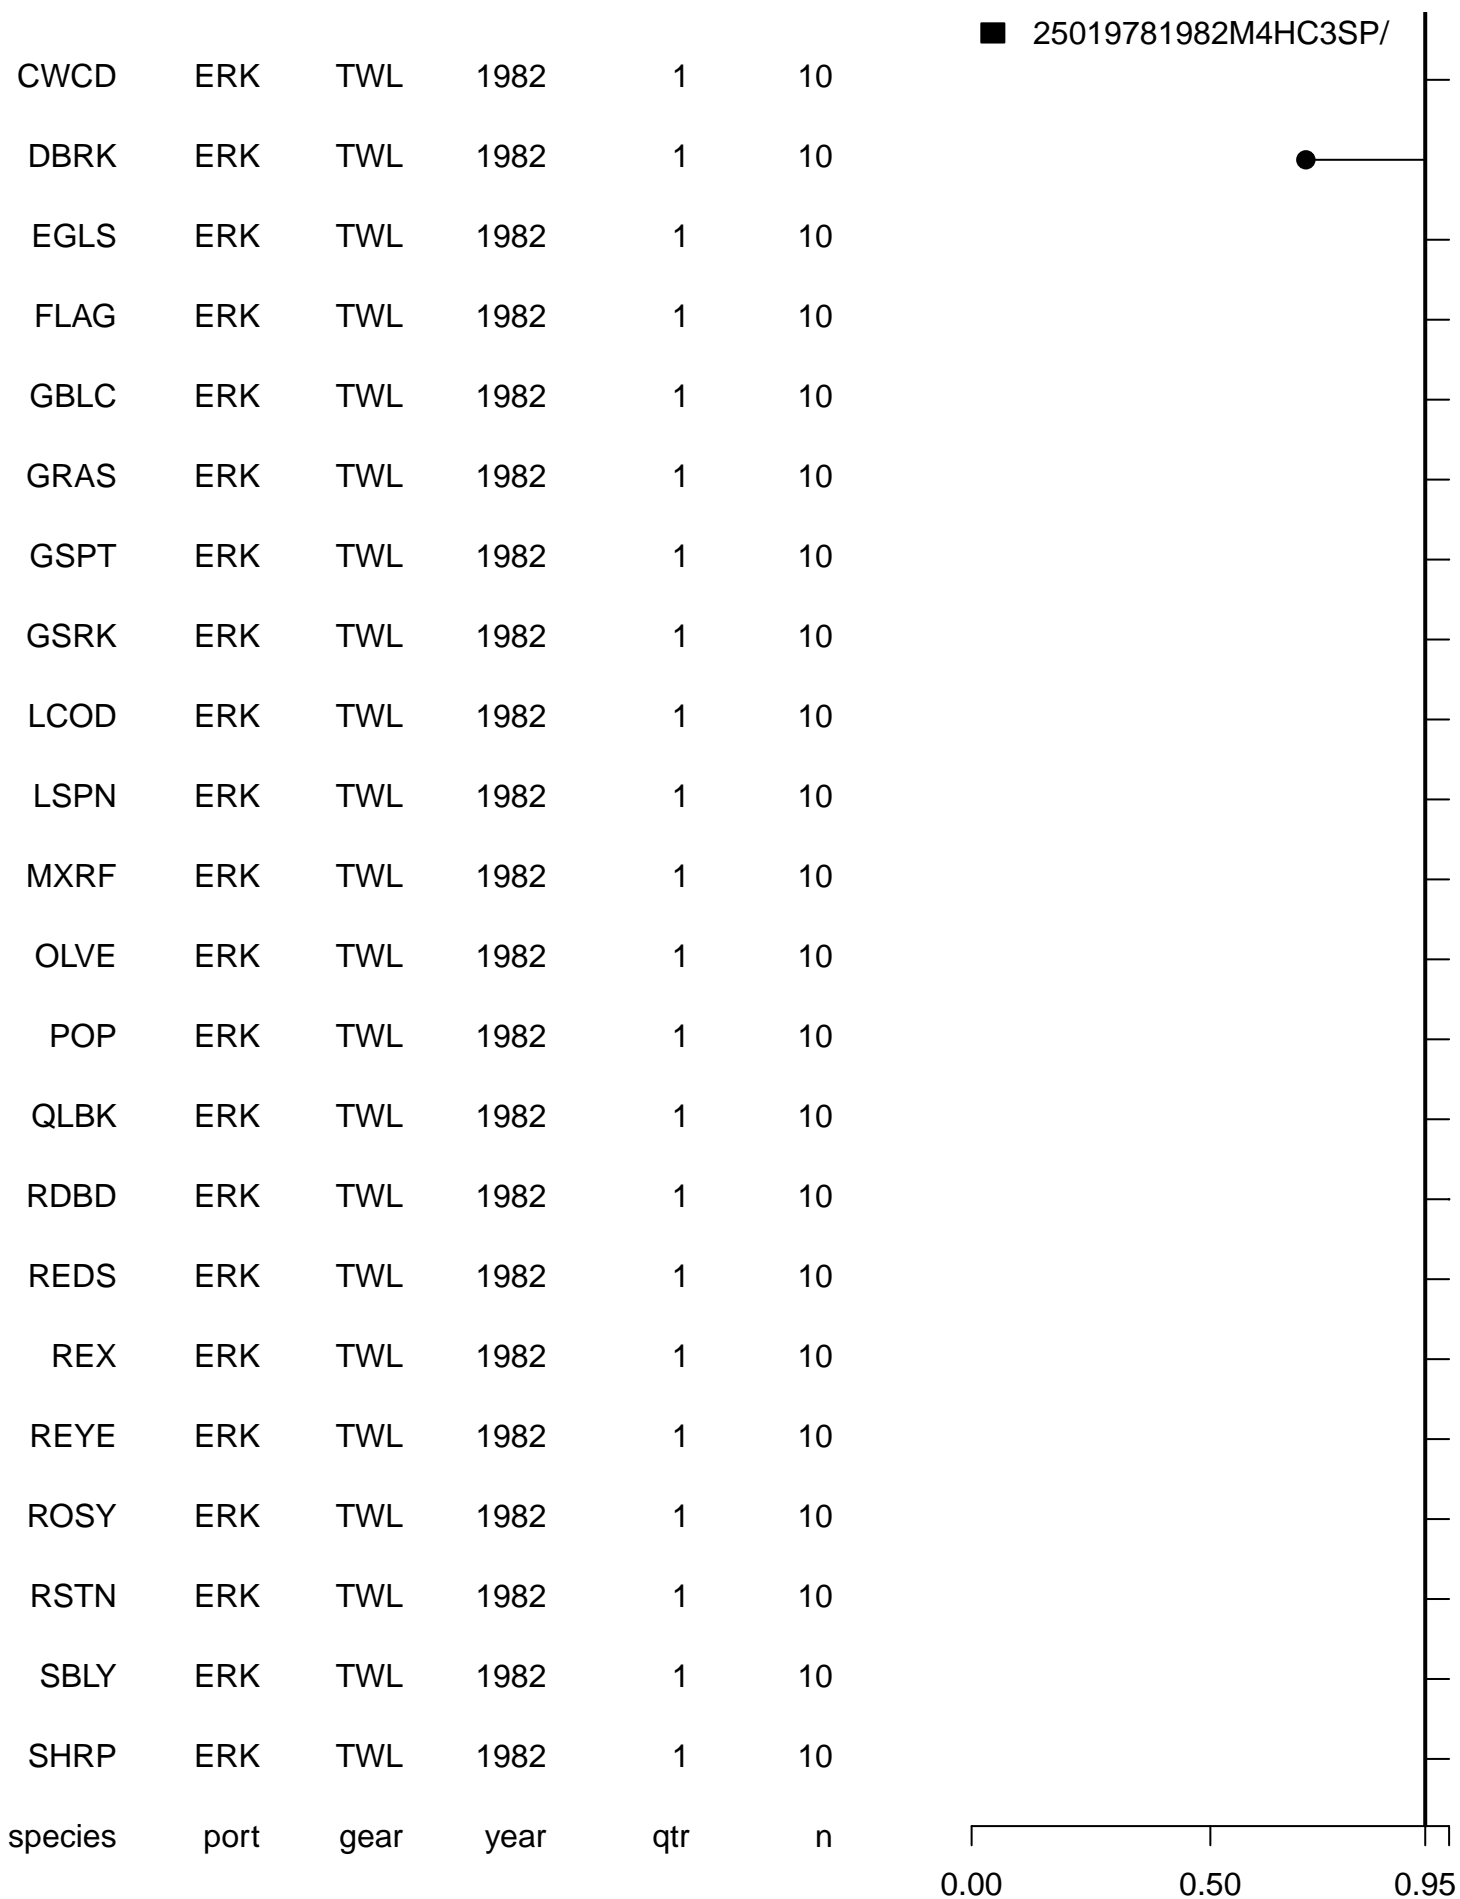 25019781982M4HC3SP/
CWCD ERK TWL 1982 1 10
DBRK ERK TWL 1982 1 10
EGLS ERK TWL 1982 1 10
FLAG ERK TWL 1982 1 10
GBLC ERK TWL 1982 1 10
GRAS ERK TWL 1982 1 10
GSPT ERK TWL 1982 1 10
GSRK ERK TWL 1982 1 10
LCOD ERK TWL 1982 1 10
LSPN ERK TWL 1982 1 10
MXRF ERK TWL 1982 1 10
OLVE ERK TWL 1982 1 10
POP ERK TWL 1982 1 10
QLBK ERK TWL 1982 1 10
RDBD ERK TWL 1982 1 10
REDS ERK TWL 1982 1 10
REX ERK TWL 1982 1 10
REYE ERK TWL 1982 1 10
ROSY ERK TWL 1982 1 10
RSTN ERK TWL 1982 1 10
SBLY ERK TWL 1982 1 10
SHRP ERK TWL 1982 1 10
species port gear year qtr n
0.00 0.50 0.95